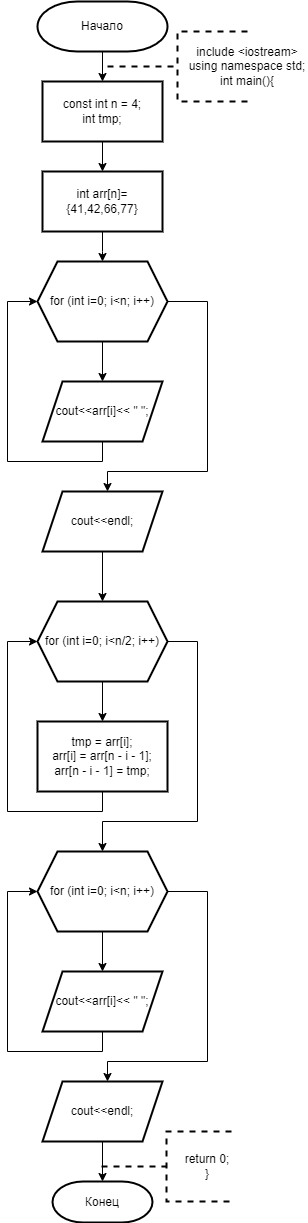 Начало
include <iostream>
using namespace std;
int main(){
const int n = 4;
int tmp;
int arr[n]=
{41,42,66,77}
for (int i=0; i<n; i++)
cout<<arr[i]<< " ";
cout<<endl;
for (int i=0; i<n/2; i++)
tmp = arr[i];
arr[i] = arr[n - i - 1];
arr[n - i - 1] = tmp;
for (int i=0; i<n; i++)
cout<<arr[i]<< " ";
cout<<endl;
return 0;
}
Конец